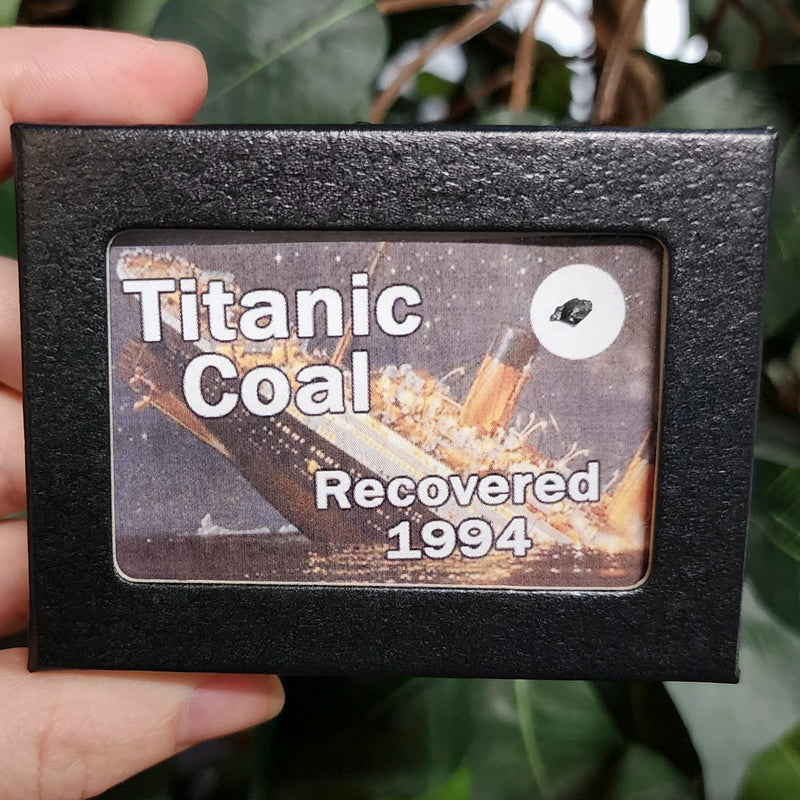 Titanic
Coal
Recovered
1994